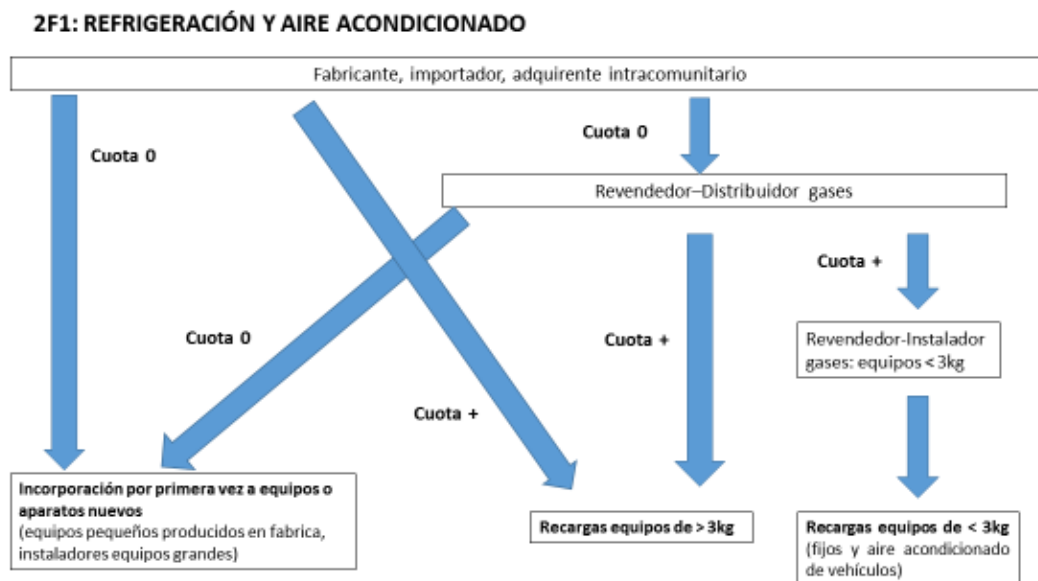 2F1: REFRIGERACIÓN Y AIRE ACONDICIONADO
Fabricante, importador, adquirente intracomunitario
Cuota 0
Cuota 0
Revendedor–Distribuidor gases
Cuota +
Cuota 0
Cuota +
Revendedor-Instalador
gases: equipos < 3kg
Cuota +
Incorporación por primera vez a equipos o
aparatos nuevos
(equipos pequeños producidos en fabrica,
instaladores equipos grandes)
Recargas equipos de > 3kg
Recargas equipos de < 3kg
(fijos y aire acondicionado
de vehículos)